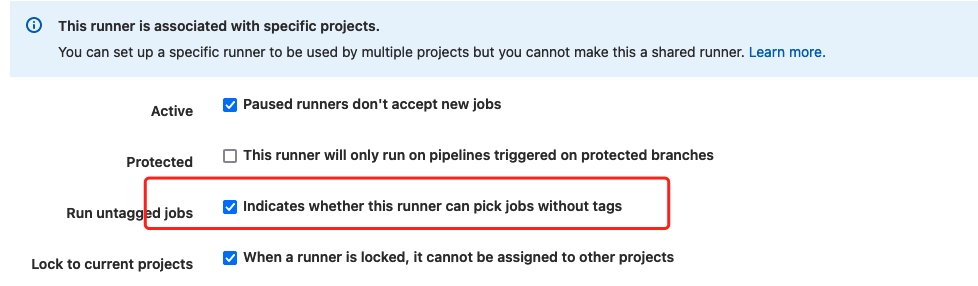 This runner is associated with specific projects.
You can set up a specific runner to be used by multiple projects but you cannot make this a shared runner. Learn more.
Active Paused runners don't accept new jobs
Protected This runner will only run on pipelines triggered on protected branches
Run untagged jobs Indicates whether this runner can pick jobs without tags
Lock to current projects When a runner is locked, it cannot be assigned to other projects